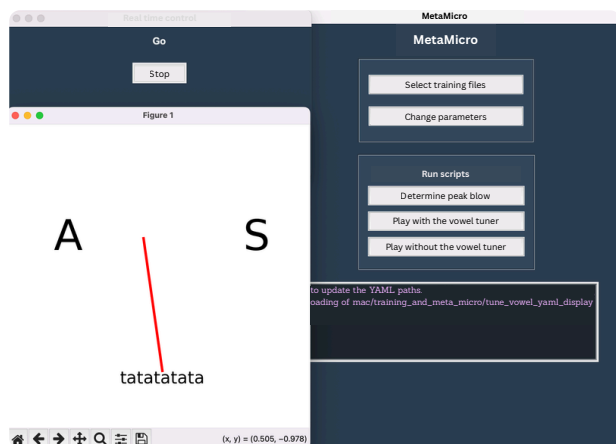 Real time control
Go
Stop
Figure 1
A
S
tatatatata
(x, y) = (0.505, −0.978)
MetaMicro
MetaMicro
Select training files
Change parameters
Run scripts
Determine peak blow
Play with the vowel tuner
Play without the vowel tuner
to update the YAML paths.
oading of mac/training_and_meta_micro/tune_vowel_yaml_display